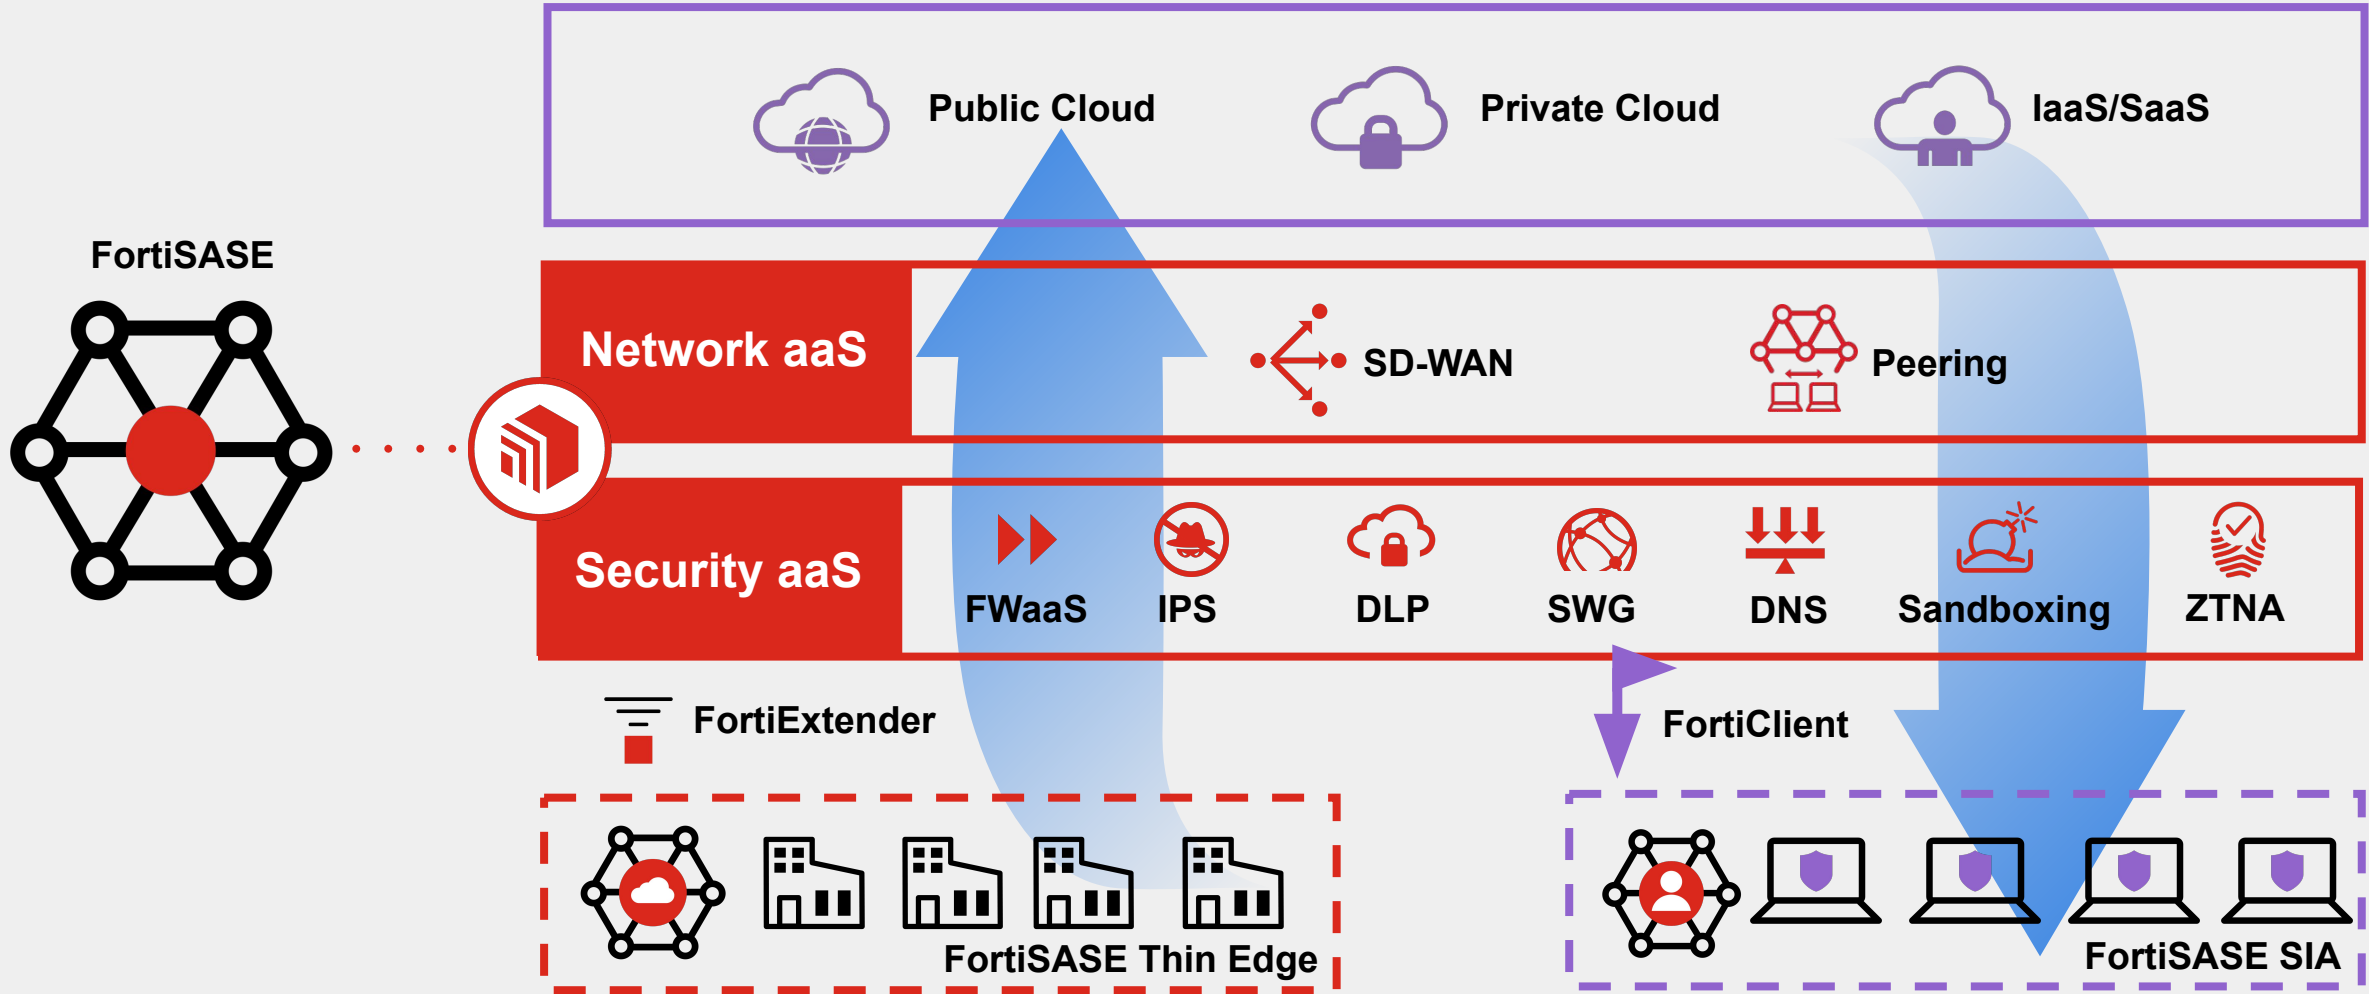 Public Cloud
Private Cloud
IaaS/SaaS
FortiSASE
Network aaS
SD-WAN
Peering
Security aaS
FWaaS
IPS
DLP
SWG
DNS
Sandboxing
ZTNA
FortiExtender
FortiClient
FortiSASE Thin Edge
FortiSASE SIA